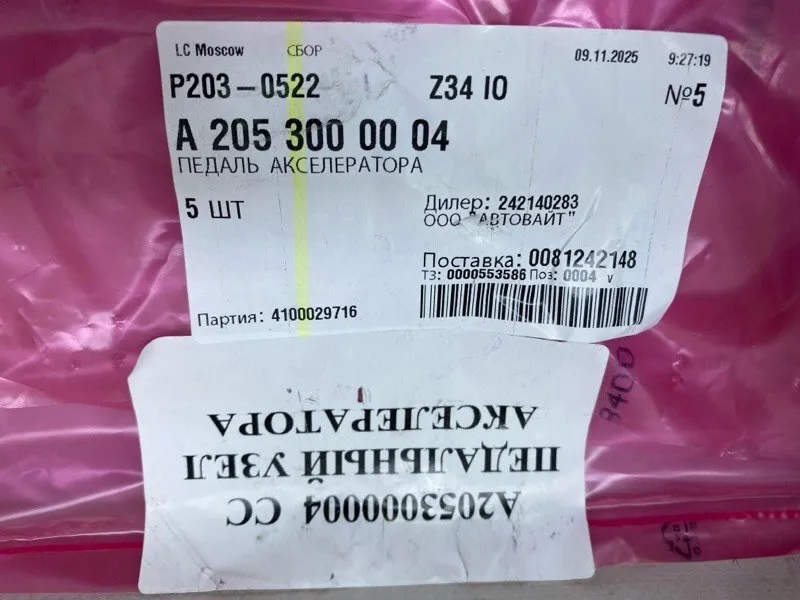 LC Moscow СБОР 09.11.2025 9:27:19
P203-0522 Z34 IO №5
A 205 300 00 04
ПЕДАЛЬ АКСЕЛЕРАТОРА
5 ШТ
Дилер: 242140283
ООО "АВТОВАЙТ"
Поставка: 0081242148
ТЗ: 0000553586 Поз: 0004 v
Партия: 4100029716
8400
A2053000004 CC
ПЕДАЛЬНЫЙ УЗЕЛ
АКСЕЛЕРАТОРА